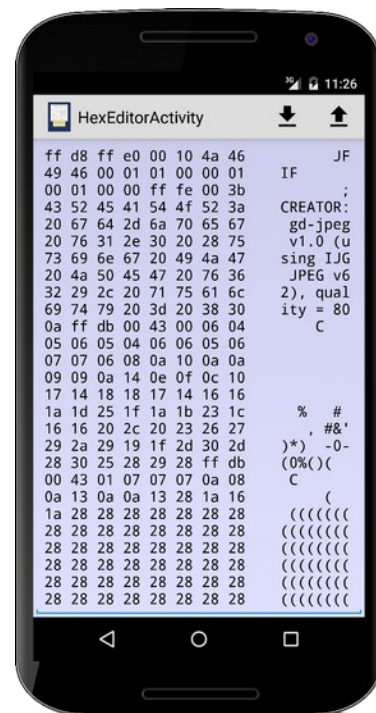 3G 11:26
HexEditorActivity
ff d8 ff e0 00 10 4a 46 JF
49 46 00 01 01 00 00 01 IF
00 01 00 00 ff fe 00 3b ;
43 52 45 41 54 4f 52 3a CREATOR:
20 67 64 2d 6a 70 65 67 gd-jpeg
20 76 31 2e 30 20 28 75 v1.0 (u
73 69 6e 67 20 49 4a 47 sing IJG
20 4a 50 45 47 20 76 36 JPEG v6
32 29 2c 20 71 75 61 6c 2), qual
69 74 79 20 3d 20 38 30 ity = 80
0a ff db 00 43 00 06 04 C
05 06 05 04 06 06 05 06
07 07 06 08 0a 10 0a 0a
09 09 0a 14 0e 0f 0c 10
17 14 18 18 17 14 16 16
1a 1d 25 1f 1a 1b 23 1c % #
16 16 20 2c 20 23 26 27 , #&'
29 2a 29 19 1f 2d 30 2d )*) -0-
28 30 25 28 29 28 ff db (0%()(
00 43 01 07 07 07 0a 08 C
0a 13 0a 0a 13 28 1a 16 (
1a 28 28 28 28 28 28 28 (((((((
28 28 28 28 28 28 28 28 ((((((((
28 28 28 28 28 28 28 28 ((((((((
28 28 28 28 28 28 28 28 ((((((((
28 28 28 28 28 28 28 28 ((((((((
28 28 28 28 28 28 28 28 ((((((((